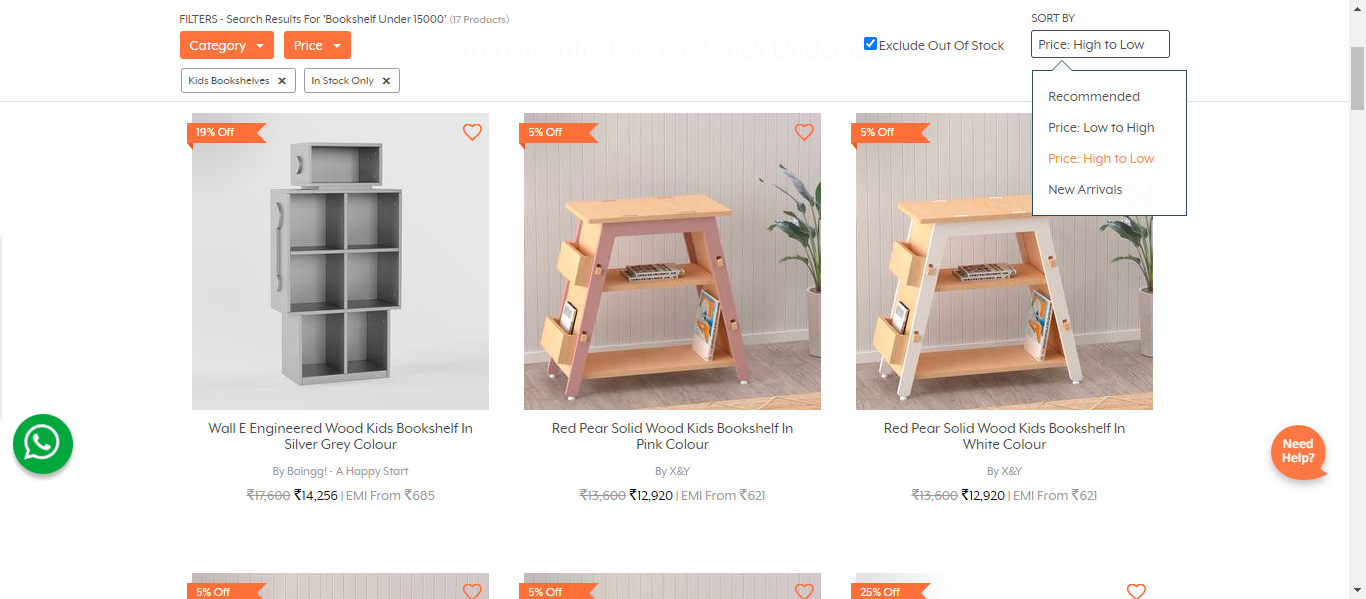 FILTERS - Search Results For 'Bookshelf Under 15000' (17 Products)
SORT BY
Category
Price
Search Results For 'Bookshelf Under
Exclude Out Of Stock
Price: High to Low
Kids Bookshelves ✕
In Stock Only ✕
Recommended
Price: Low to High
Price: High to Low
New Arrivals
19% Off
5% Off
5% Off
Wall E Engineered Wood Kids Bookshelf In
Silver Grey Colour
By Boingg! - A Happy Start
₹17,600 ₹14,256 | EMI From ₹685
Red Pear Solid Wood Kids Bookshelf In
Pink Colour
By X&Y
₹13,600 ₹12,920 | EMI From ₹621
Red Pear Solid Wood Kids Bookshelf In
White Colour
By X&Y
₹13,600 ₹12,920 | EMI From ₹621
Need
Help?
5% Off
5% Off
25% Off